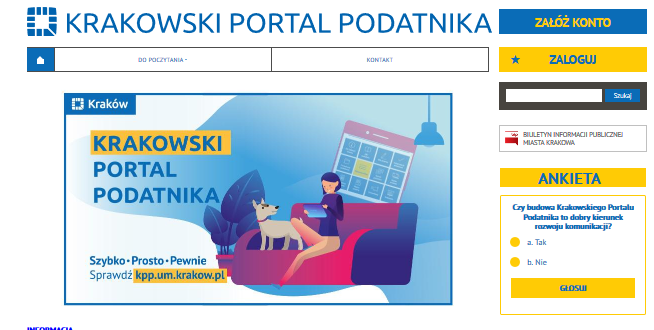 KRAKOWSKI PORTAL PODATNIKA
ZAŁÓŻ KONTO
DO POCZYTANIA
KONTAKT
ZALOGUJ
Szukaj
Kraków
KRAKOWSKI
PORTAL
PODATNIKA
Szybko•Prosto•Pewnie
Sprawdź kpp.um.krakow.pl
BIULETYN INFORMACJI PUBLICZNEJ
MIASTA KRAKOWA
ANKIETA
Czy budowa Krakowskiego Portalu
Podatnika to dobry kierunek
rozwoju komunikacji?
a. Tak
b. Nie
GŁOSUJ
INFORMACJA